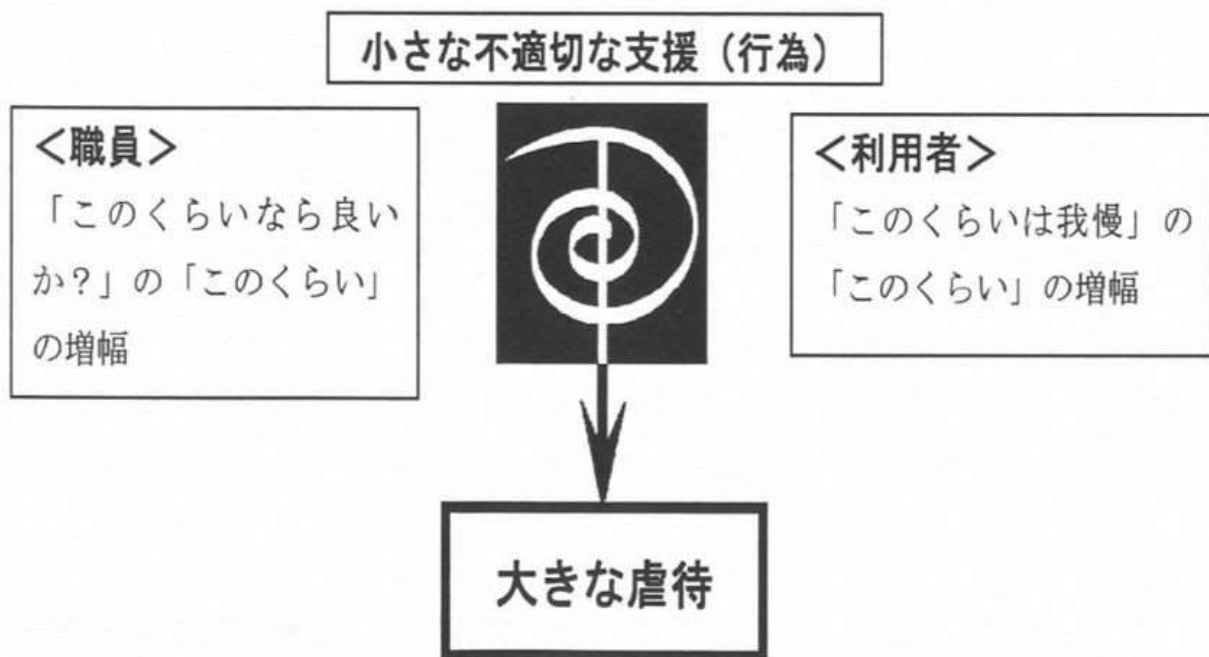 小さな不適切な支援（行為）
＜職員＞
「このくらいなら良い
か？」の「このくらい」
の増幅
＜利用者＞
「このくらいは我慢」の
「このくらい」の増幅
大きな虐待